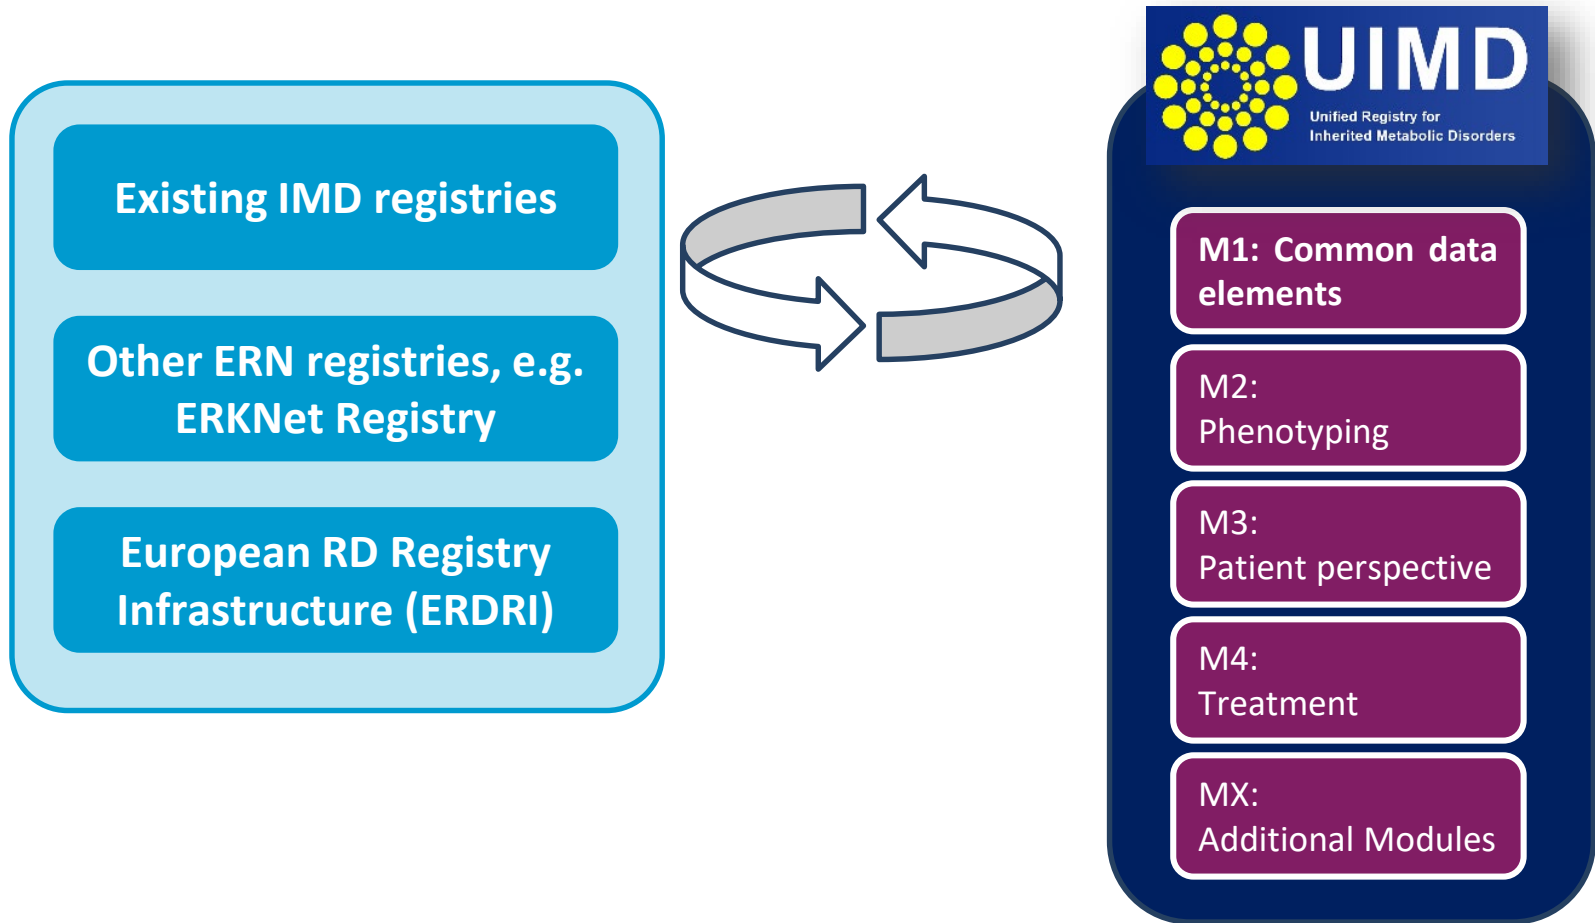 Existing IMD registries
Other ERN registries, e.g.
ERKNet Registry
European RD Registry
Infrastructure (ERDRI)
UIMD
Unified Registry for
Inherited Metabolic Disorders
M1: Common data
elements
M2:
Phenotyping
M3:
Patient perspective
M4:
Treatment
MX:
Additional Modules